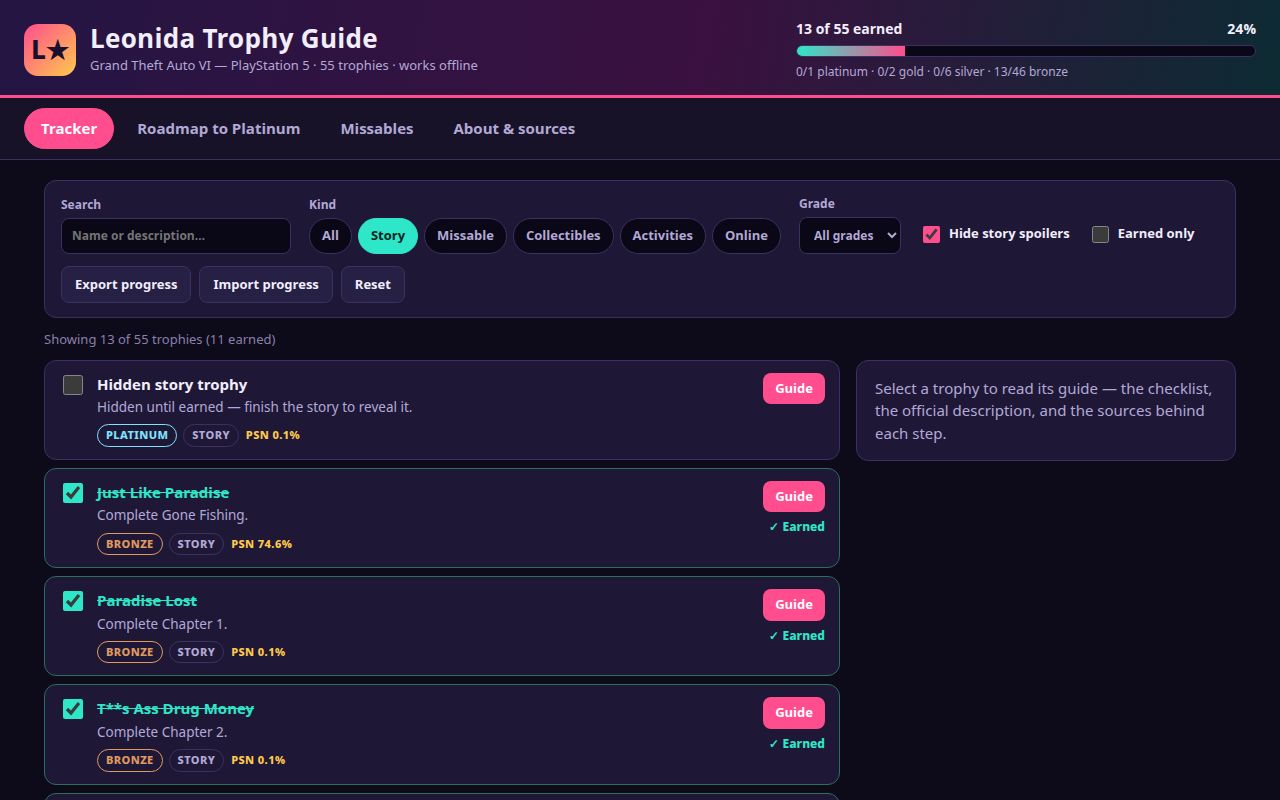 L★
Leonida Trophy Guide
Grand Theft Auto VI — PlayStation 5 · 55 trophies · works offline
13 of 55 earned
24%
0/1 platinum · 0/2 gold · 0/6 silver · 13/46 bronze
Tracker
Roadmap to Platinum
Missables
About & sources
Search
Name or description...
Kind
All
Story
Missable
Collectibles
Activities
Online
Grade
All grades
Hide story spoilers
Earned only
Export progress
Import progress
Reset
Showing 13 of 55 trophies (11 earned)
Hidden story trophy
Hidden until earned — finish the story to reveal it.
PLATINUM
STORY
PSN 0.1%
Guide
Just Like Paradise
Complete Gone Fishing.
BRONZE
STORY
PSN 74.6%
Guide
✓ Earned
Paradise Lost
Complete Chapter 1.
BRONZE
STORY
PSN 0.1%
Guide
✓ Earned
T**s Ass Drug Money
Complete Chapter 2.
BRONZE
STORY
PSN 0.1%
Guide
✓ Earned
Select a trophy to read its guide — the checklist,
the official description, and the sources behind
each step.